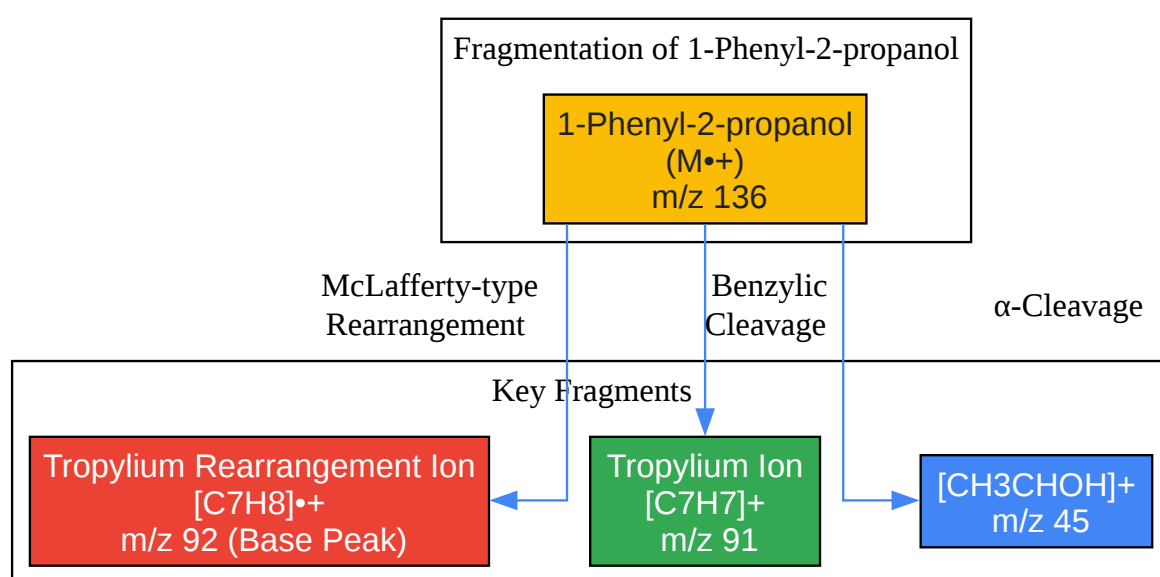 Fragmentation of 1-Phenyl-2-propanol
1-Phenyl-2-propanol
(M•+)
m/z 136
McLafferty-type
Rearrangement
Benzylic
Cleavage
α-Cleavage
Key Fragments
Tropylium Rearrangement Ion
[C7H8]•+
m/z 92 (Base Peak)
Tropylium Ion
[C7H7]+
m/z 91
[CH3CHOH]+
m/z 45